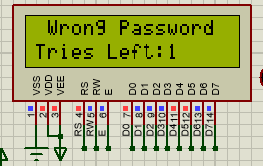 Wrong Password
Tries Left:1
VSS VDD VEE RS RW E D0 D1 D2 D3 D4 D5 D6 D7
1 2 3 RS 4 RW 5 E 6 D0 7 D1 8 D2 9 D3 10 D4 11 D5 12 D6 13 D7 14